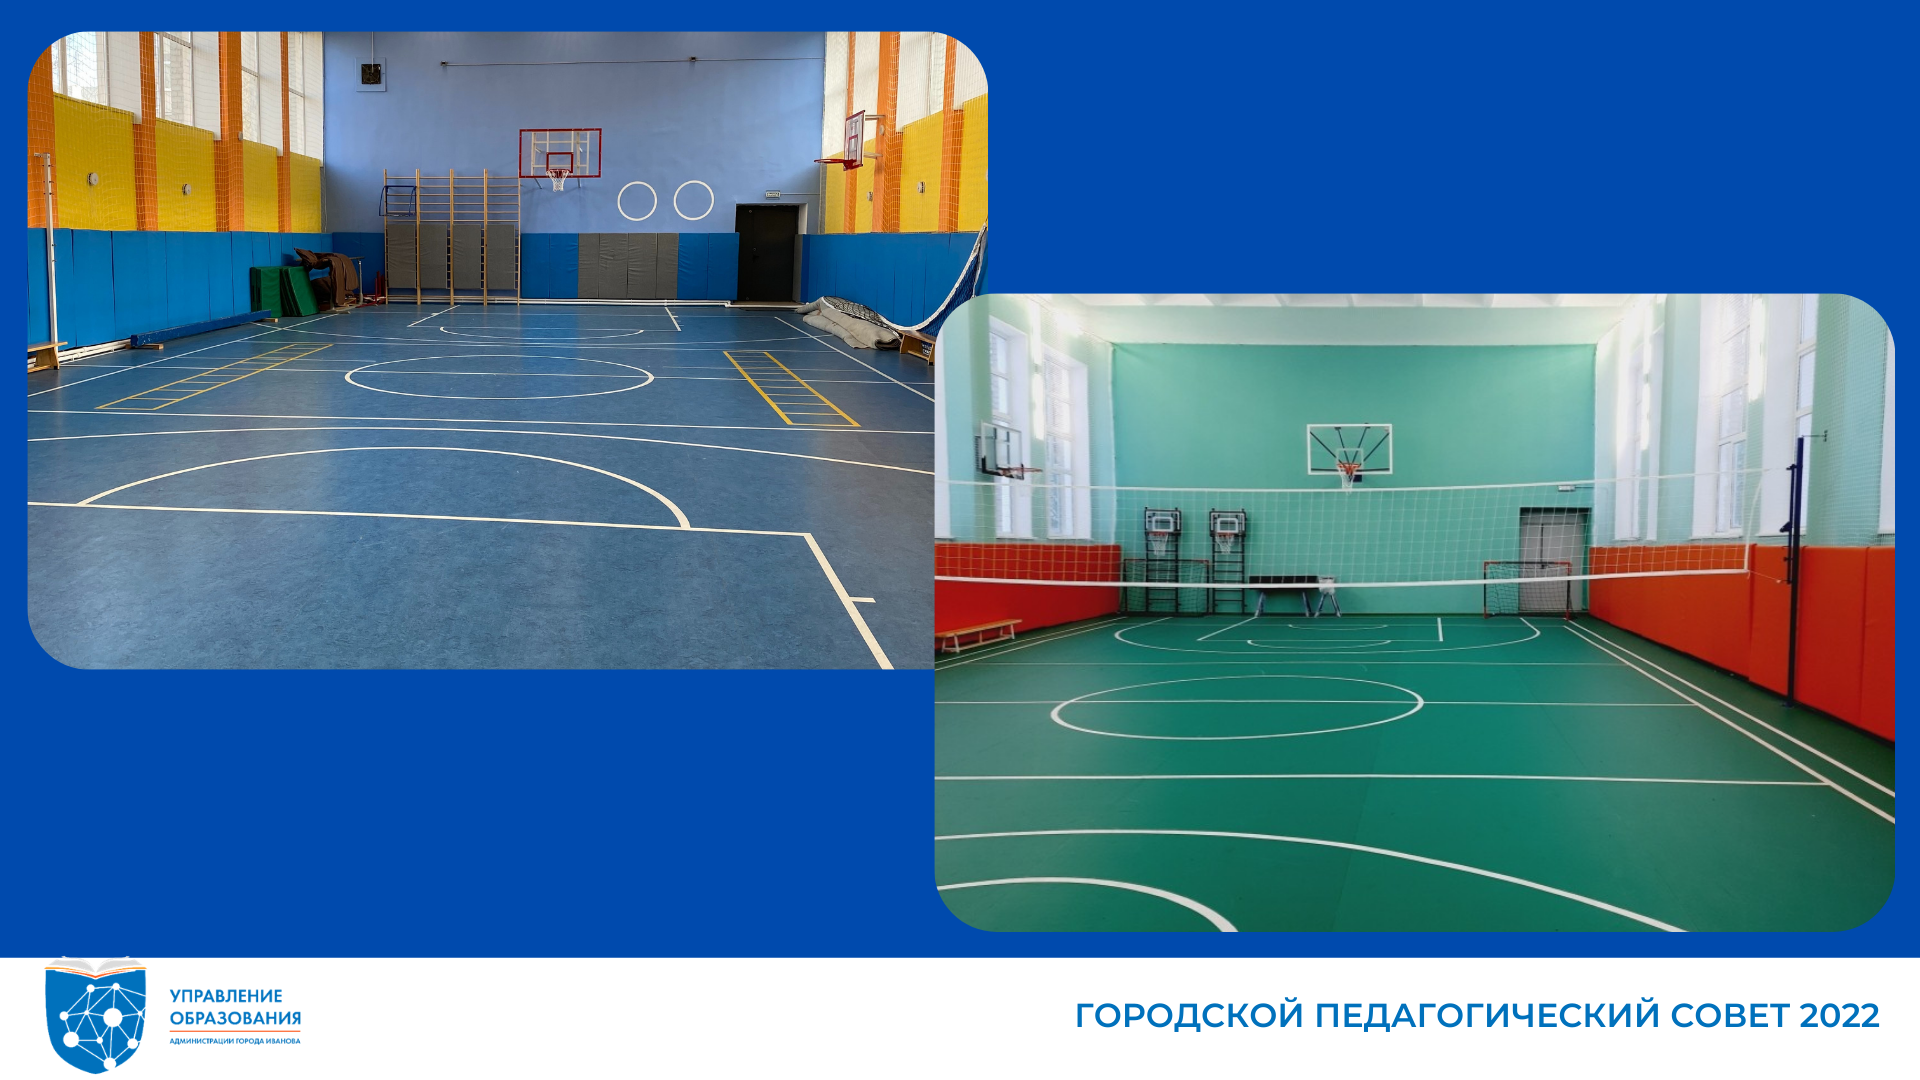 УПРАВЛЕНИЕ
ОБРАЗОВАНИЯ
АДМИНИСТРАЦИИ ГОРОДА ИВАНОВА
ГОРОДСКОЙ ПЕДАГОГИЧЕСКИЙ СОВЕТ 2022